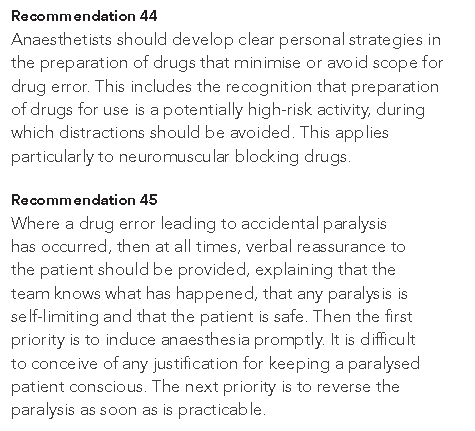 Recommendation 44
Anaesthetists should develop clear personal strategies in
the preparation of drugs that minimise or avoid scope for
drug error. This includes the recognition that preparation
of drugs for use is a potentially high-risk activity, during
which distractions should be avoided. This applies
particularly to neuromuscular blocking drugs.
Recommendation 45
Where a drug error leading to accidental paralysis
has occurred, then at all times, verbal reassurance to
the patient should be provided, explaining that the
team knows what has happened, that any paralysis is
self-limiting and that the patient is safe. Then the first
priority is to induce anaesthesia promptly. It is difficult
to conceive of any justification for keeping a paralysed
patient conscious. The next priority is to reverse the
paralysis as soon as is practicable.